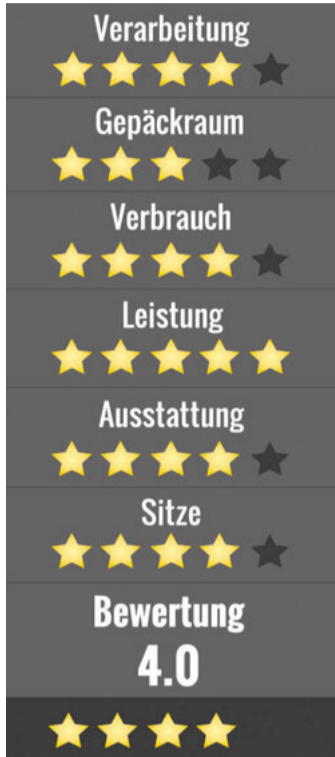 Verarbeitung
Gepäckraum
Verbrauch
Leistung
Ausstattung
Sitze
Bewertung
4.0